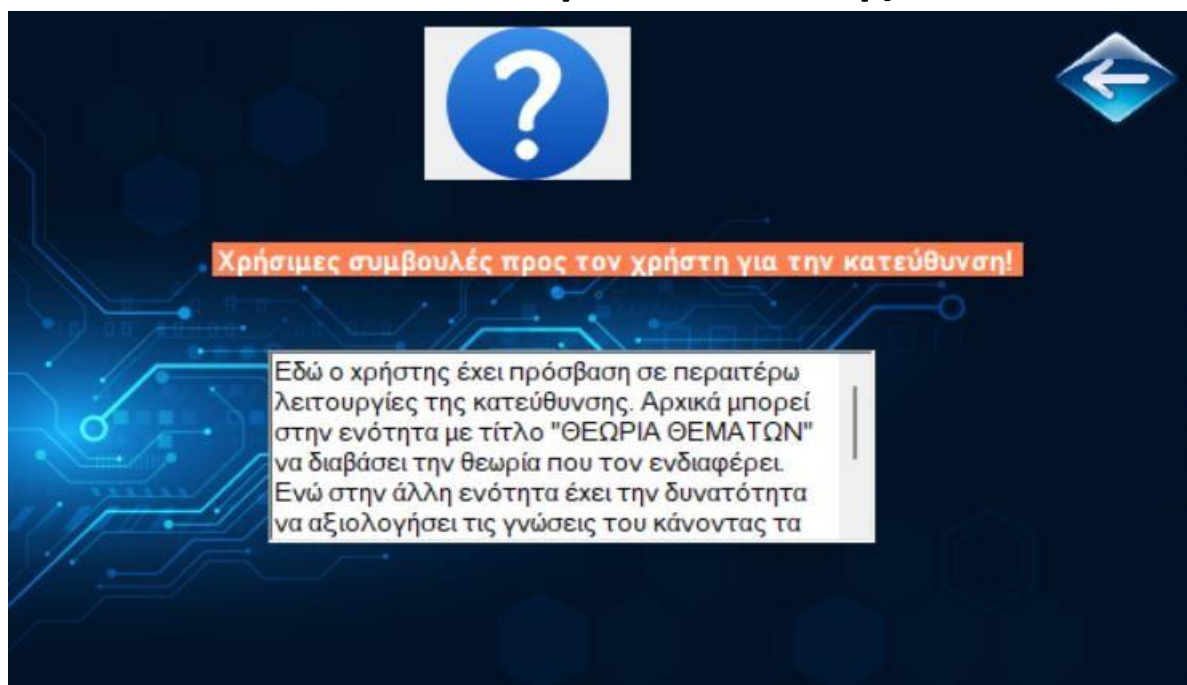 ?
Χρήσιμες συμβουλές προς τον χρήστη για την κατεύθυνση!
Εδώ ο χρήστης έχει πρόσβαση σε περαιτέρω
λειτουργίες της κατεύθυνσης. Αρχικά μπορεί
στην ενότητα με τίτλο "ΘΕΩΡΙΑ ΘΕΜΑΤΩΝ"
να διαβάσει την θεωρία που τον ενδιαφέρει.
Ενώ στην άλλη ενότητα έχει την δυνατότητα
να αξιολογήσει τις γνώσεις του κάνοντας τα